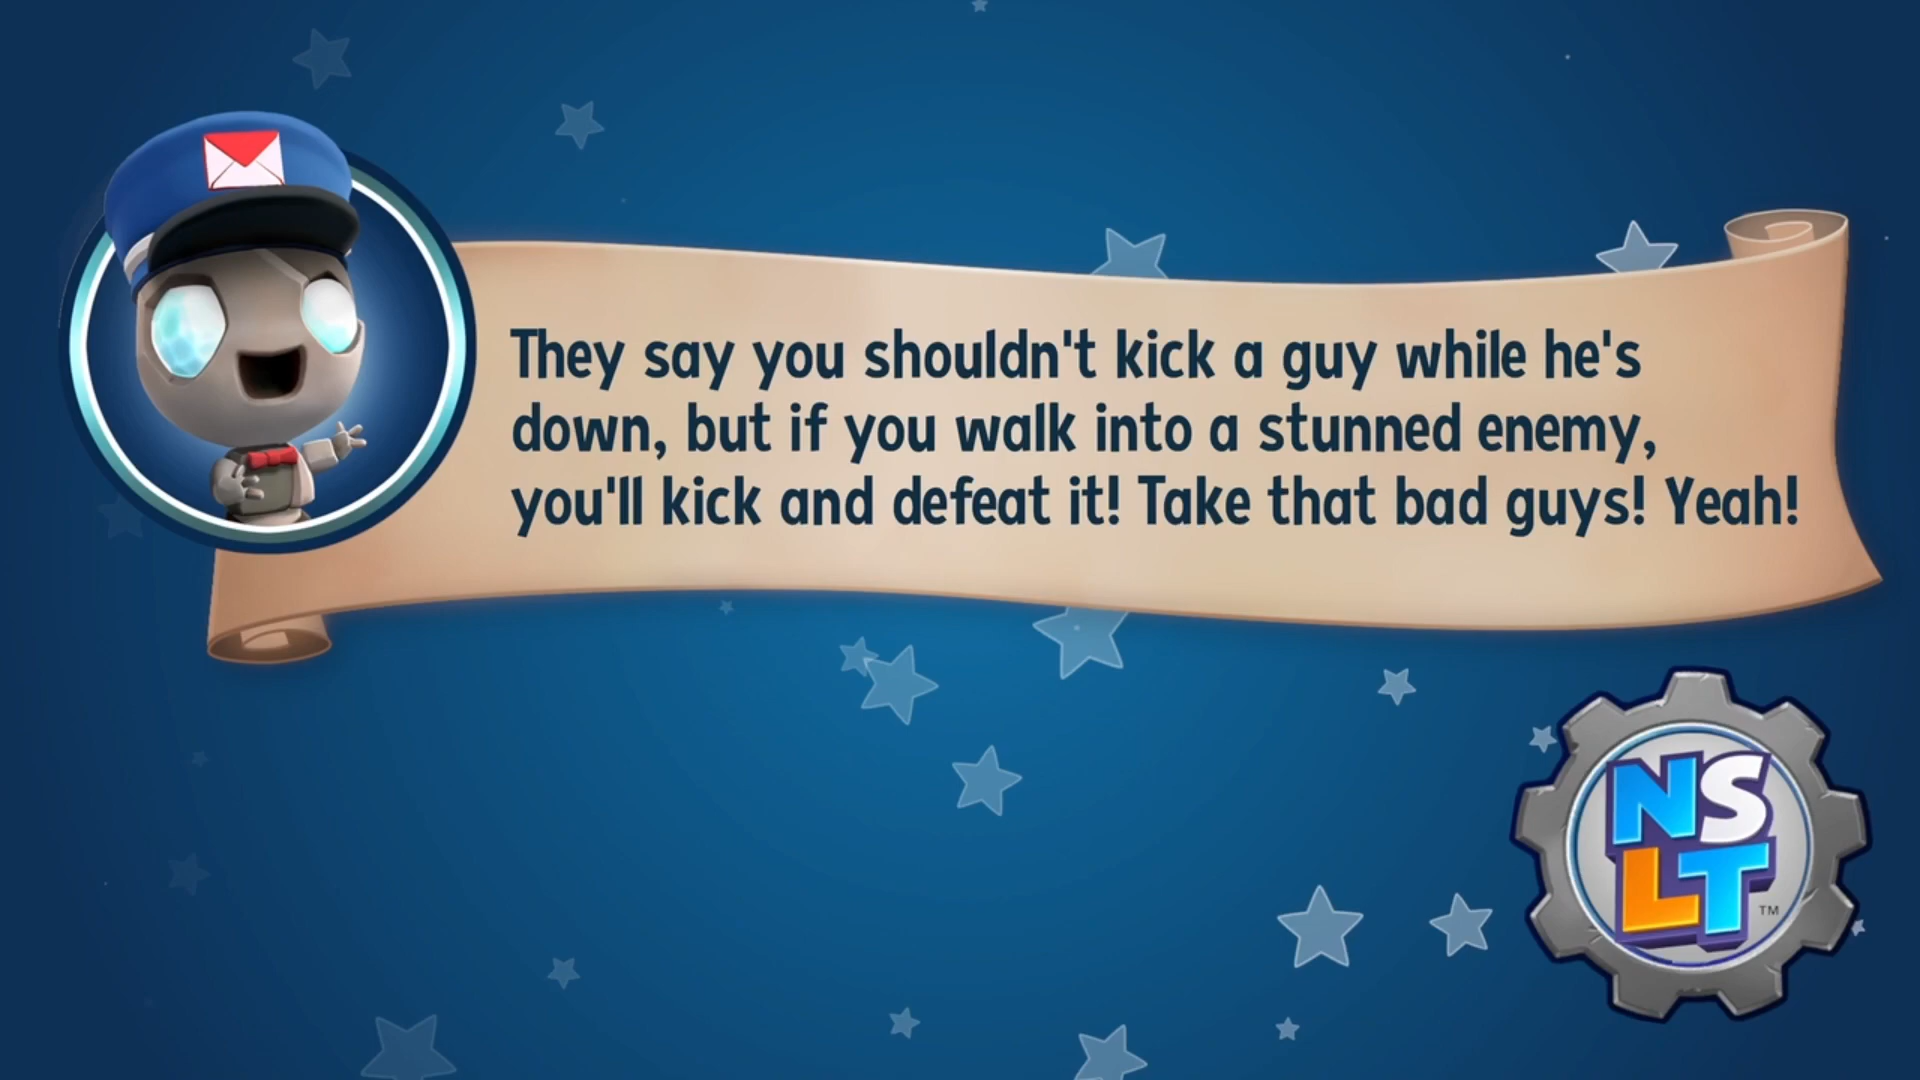 They say you shouldn't kick a guy while he's
down, but if you walk into a stunned enemy,
you'll kick and defeat it! Take that bad guys! Yeah!
NS
LT
TM